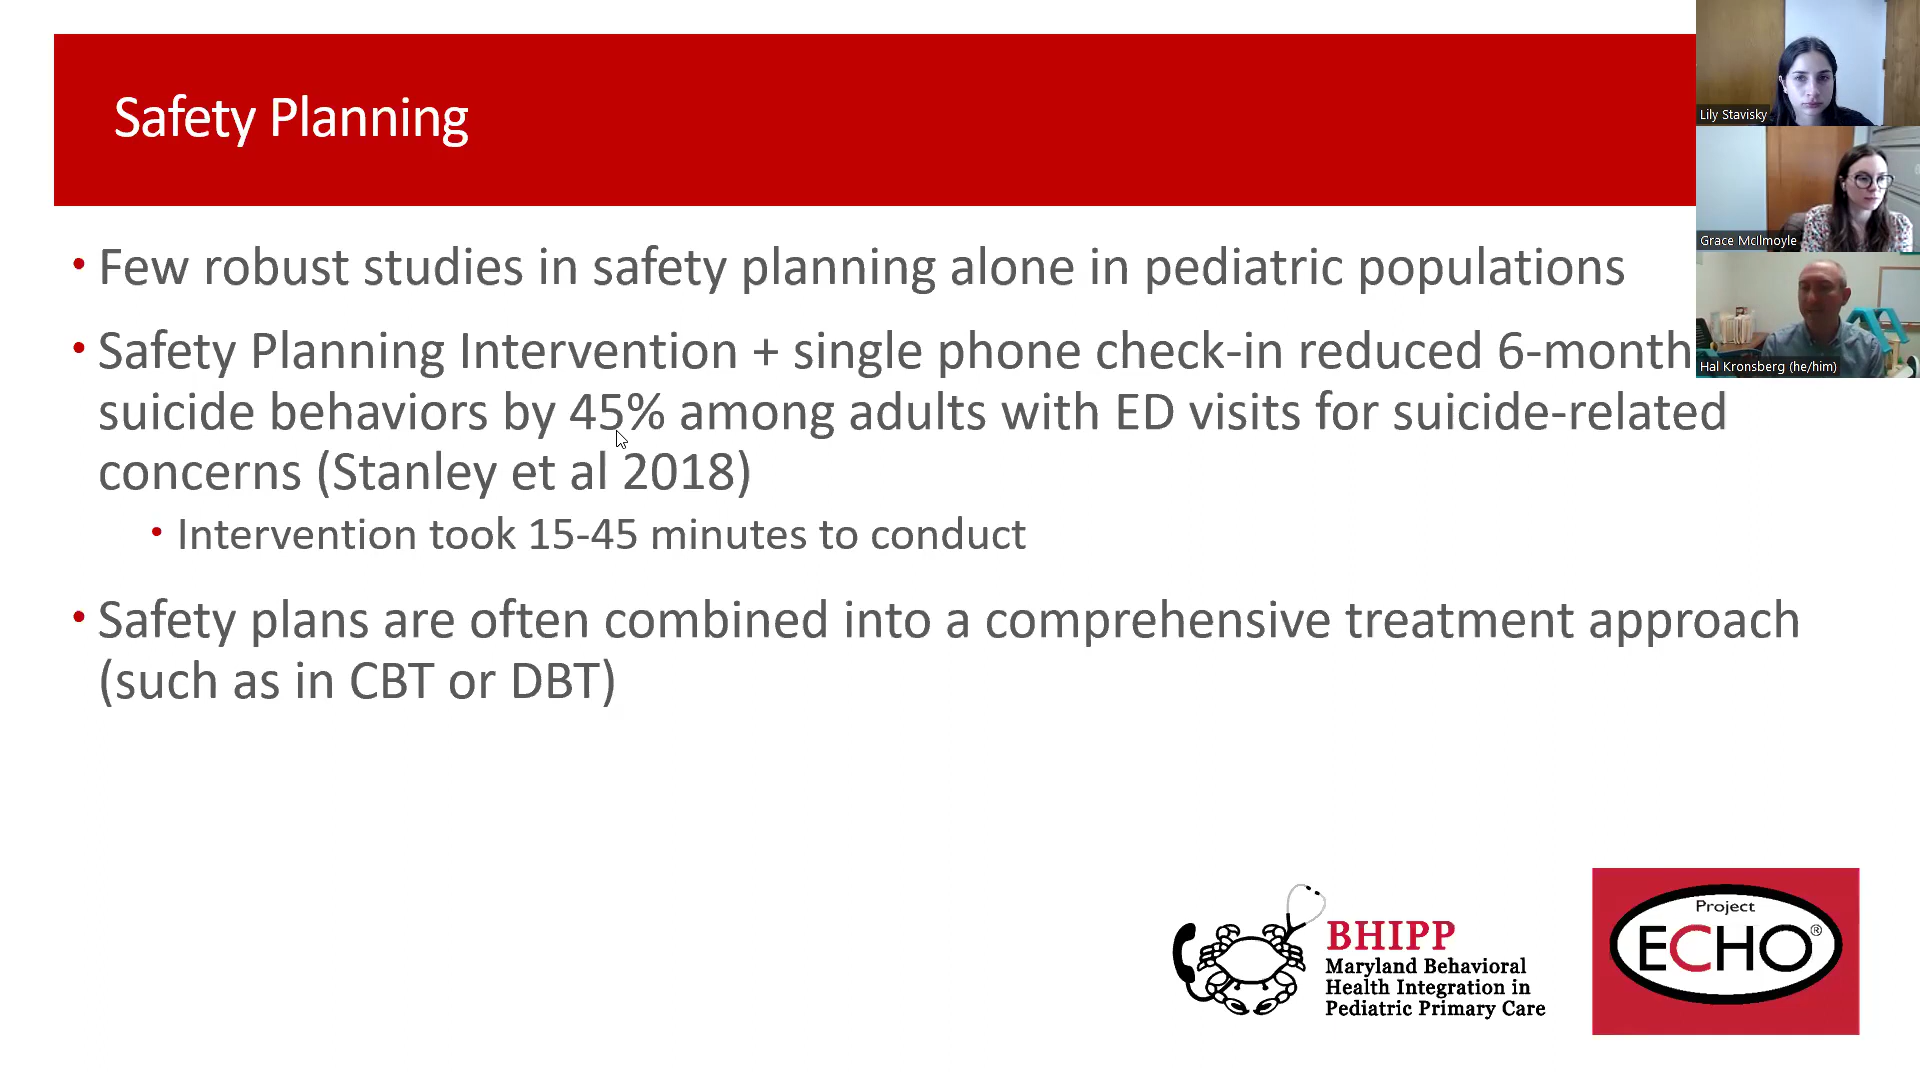 Safety Planning
• Few robust studies in safety planning alone in pediatric populations
• Safety Planning Intervention + single phone check-in reduced 6-month
suicide behaviors by 45% among adults with ED visits for suicide-related
concerns (Stanley et al 2018)
• Intervention took 15-45 minutes to conduct
• Safety plans are often combined into a comprehensive treatment approach
(such as in CBT or DBT)
Lily Stavisky
Grace McIlmoyle
Hal Kronsberg (he/him)
BHIPP
Maryland Behavioral
Health Integration in
Pediatric Primary Care
Project
ECHO®